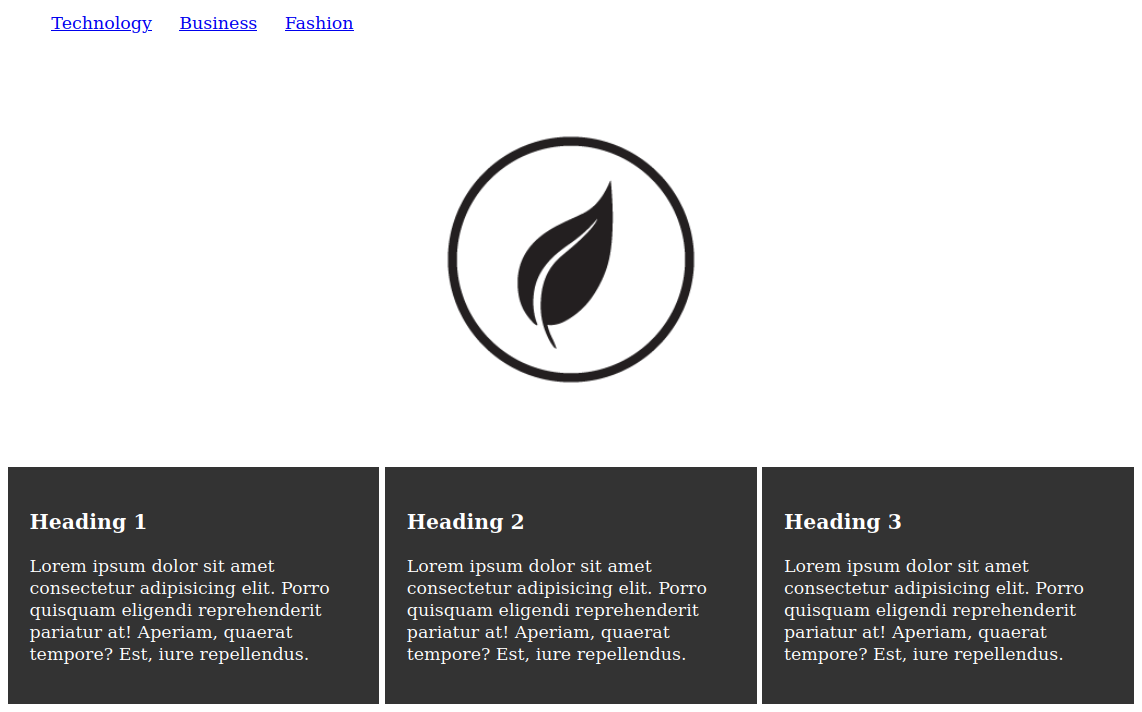 Technology Business Fashion
Heading 1
Lorem ipsum dolor sit amet
consectetur adipisicing elit. Porro
quisquam eligendi reprehenderit
pariatur at! Aperiam, quaerat
tempore? Est, iure repellendus.
Heading 2
Lorem ipsum dolor sit amet
consectetur adipisicing elit. Porro
quisquam eligendi reprehenderit
pariatur at! Aperiam, quaerat
tempore? Est, iure repellendus.
Heading 3
Lorem ipsum dolor sit amet
consectetur adipisicing elit. Porro
quisquam eligendi reprehenderit
pariatur at! Aperiam, quaerat
tempore? Est, iure repellendus.